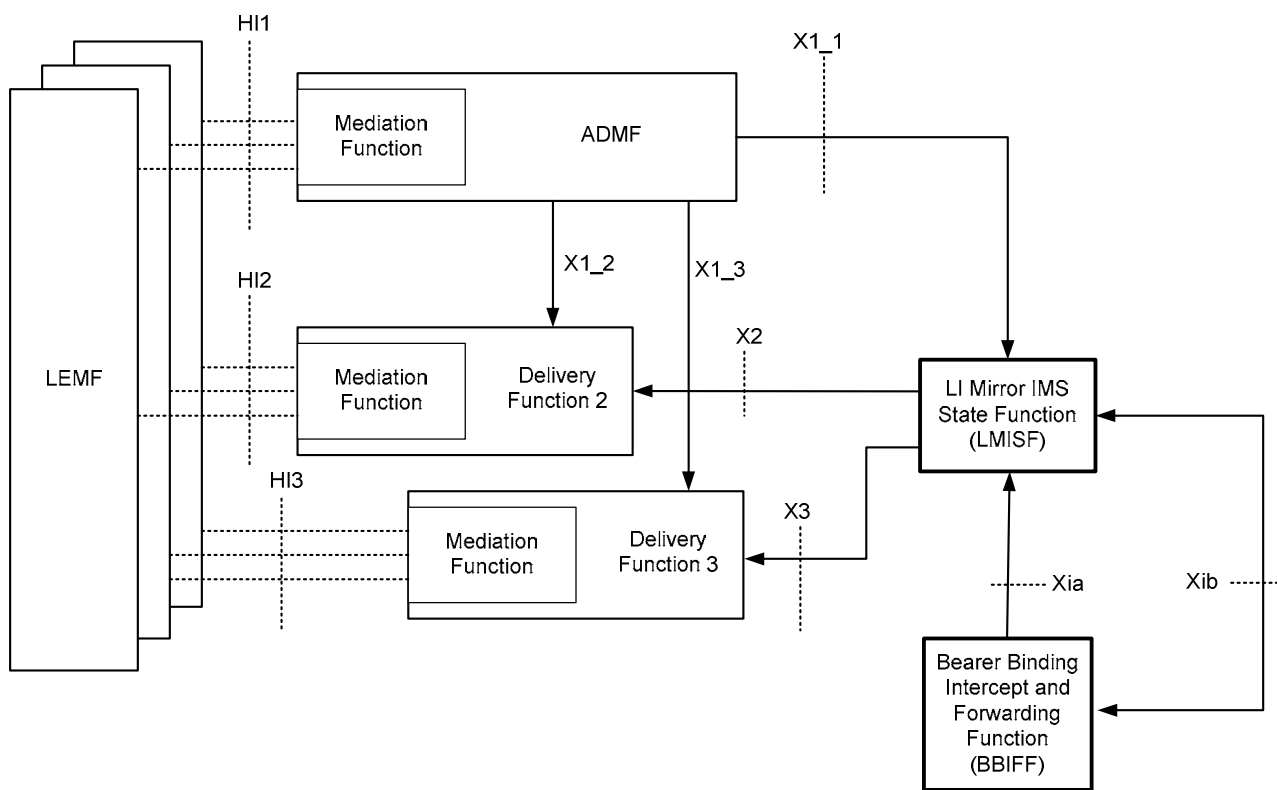 HI1
X1_1
Mediation
Function
ADMF
X1_2
X1_3
HI2
X2
LEMF
Mediation
Function
Delivery
Function 2
LI Mirror IMS
State Function
(LMISF)
HI3
X3
Mediation
Function
Delivery
Function 3
Xia
Xib
Bearer Binding
Intercept and
Forwarding
Function
(BBIFF)